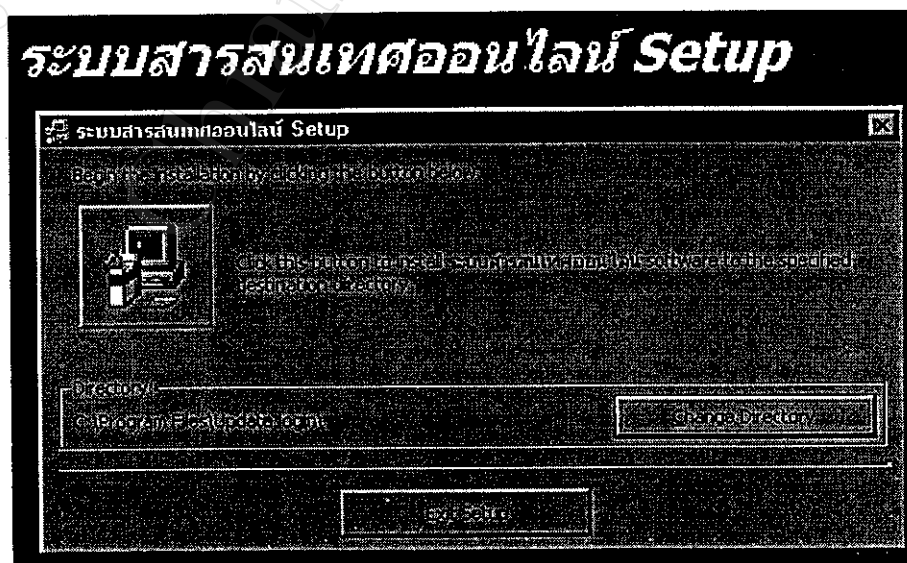 ระบบสารสนเทศออนไลน์ Setup
ระบบสารสนเทศออนไลน์ Setup
Begin the installation by clicking the button below.
Click this button to install ระบบสารสนเทศออนไลน์ software to the specified
destination directory.
Directory:
C:\Program Files\Update login\
Change Directory
Exit Setup